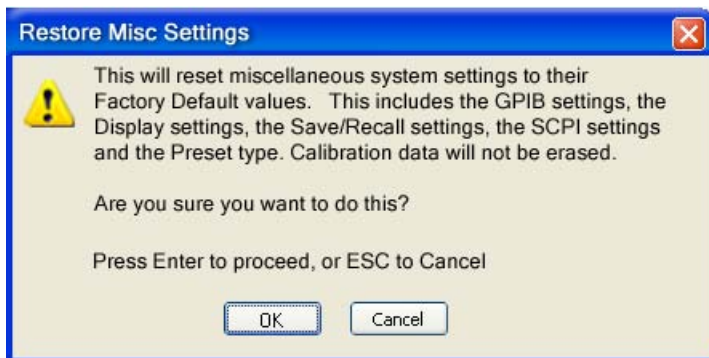 Restore Misc Settings
This will reset miscellaneous system settings to their
Factory Default values.   This includes the GPIB settings, the
Display settings, the Save/Recall settings, the SCPI settings
and the Preset type. Calibration data will not be erased.
Are you sure you want to do this?
Press Enter to proceed, or ESC to Cancel
OK
Cancel